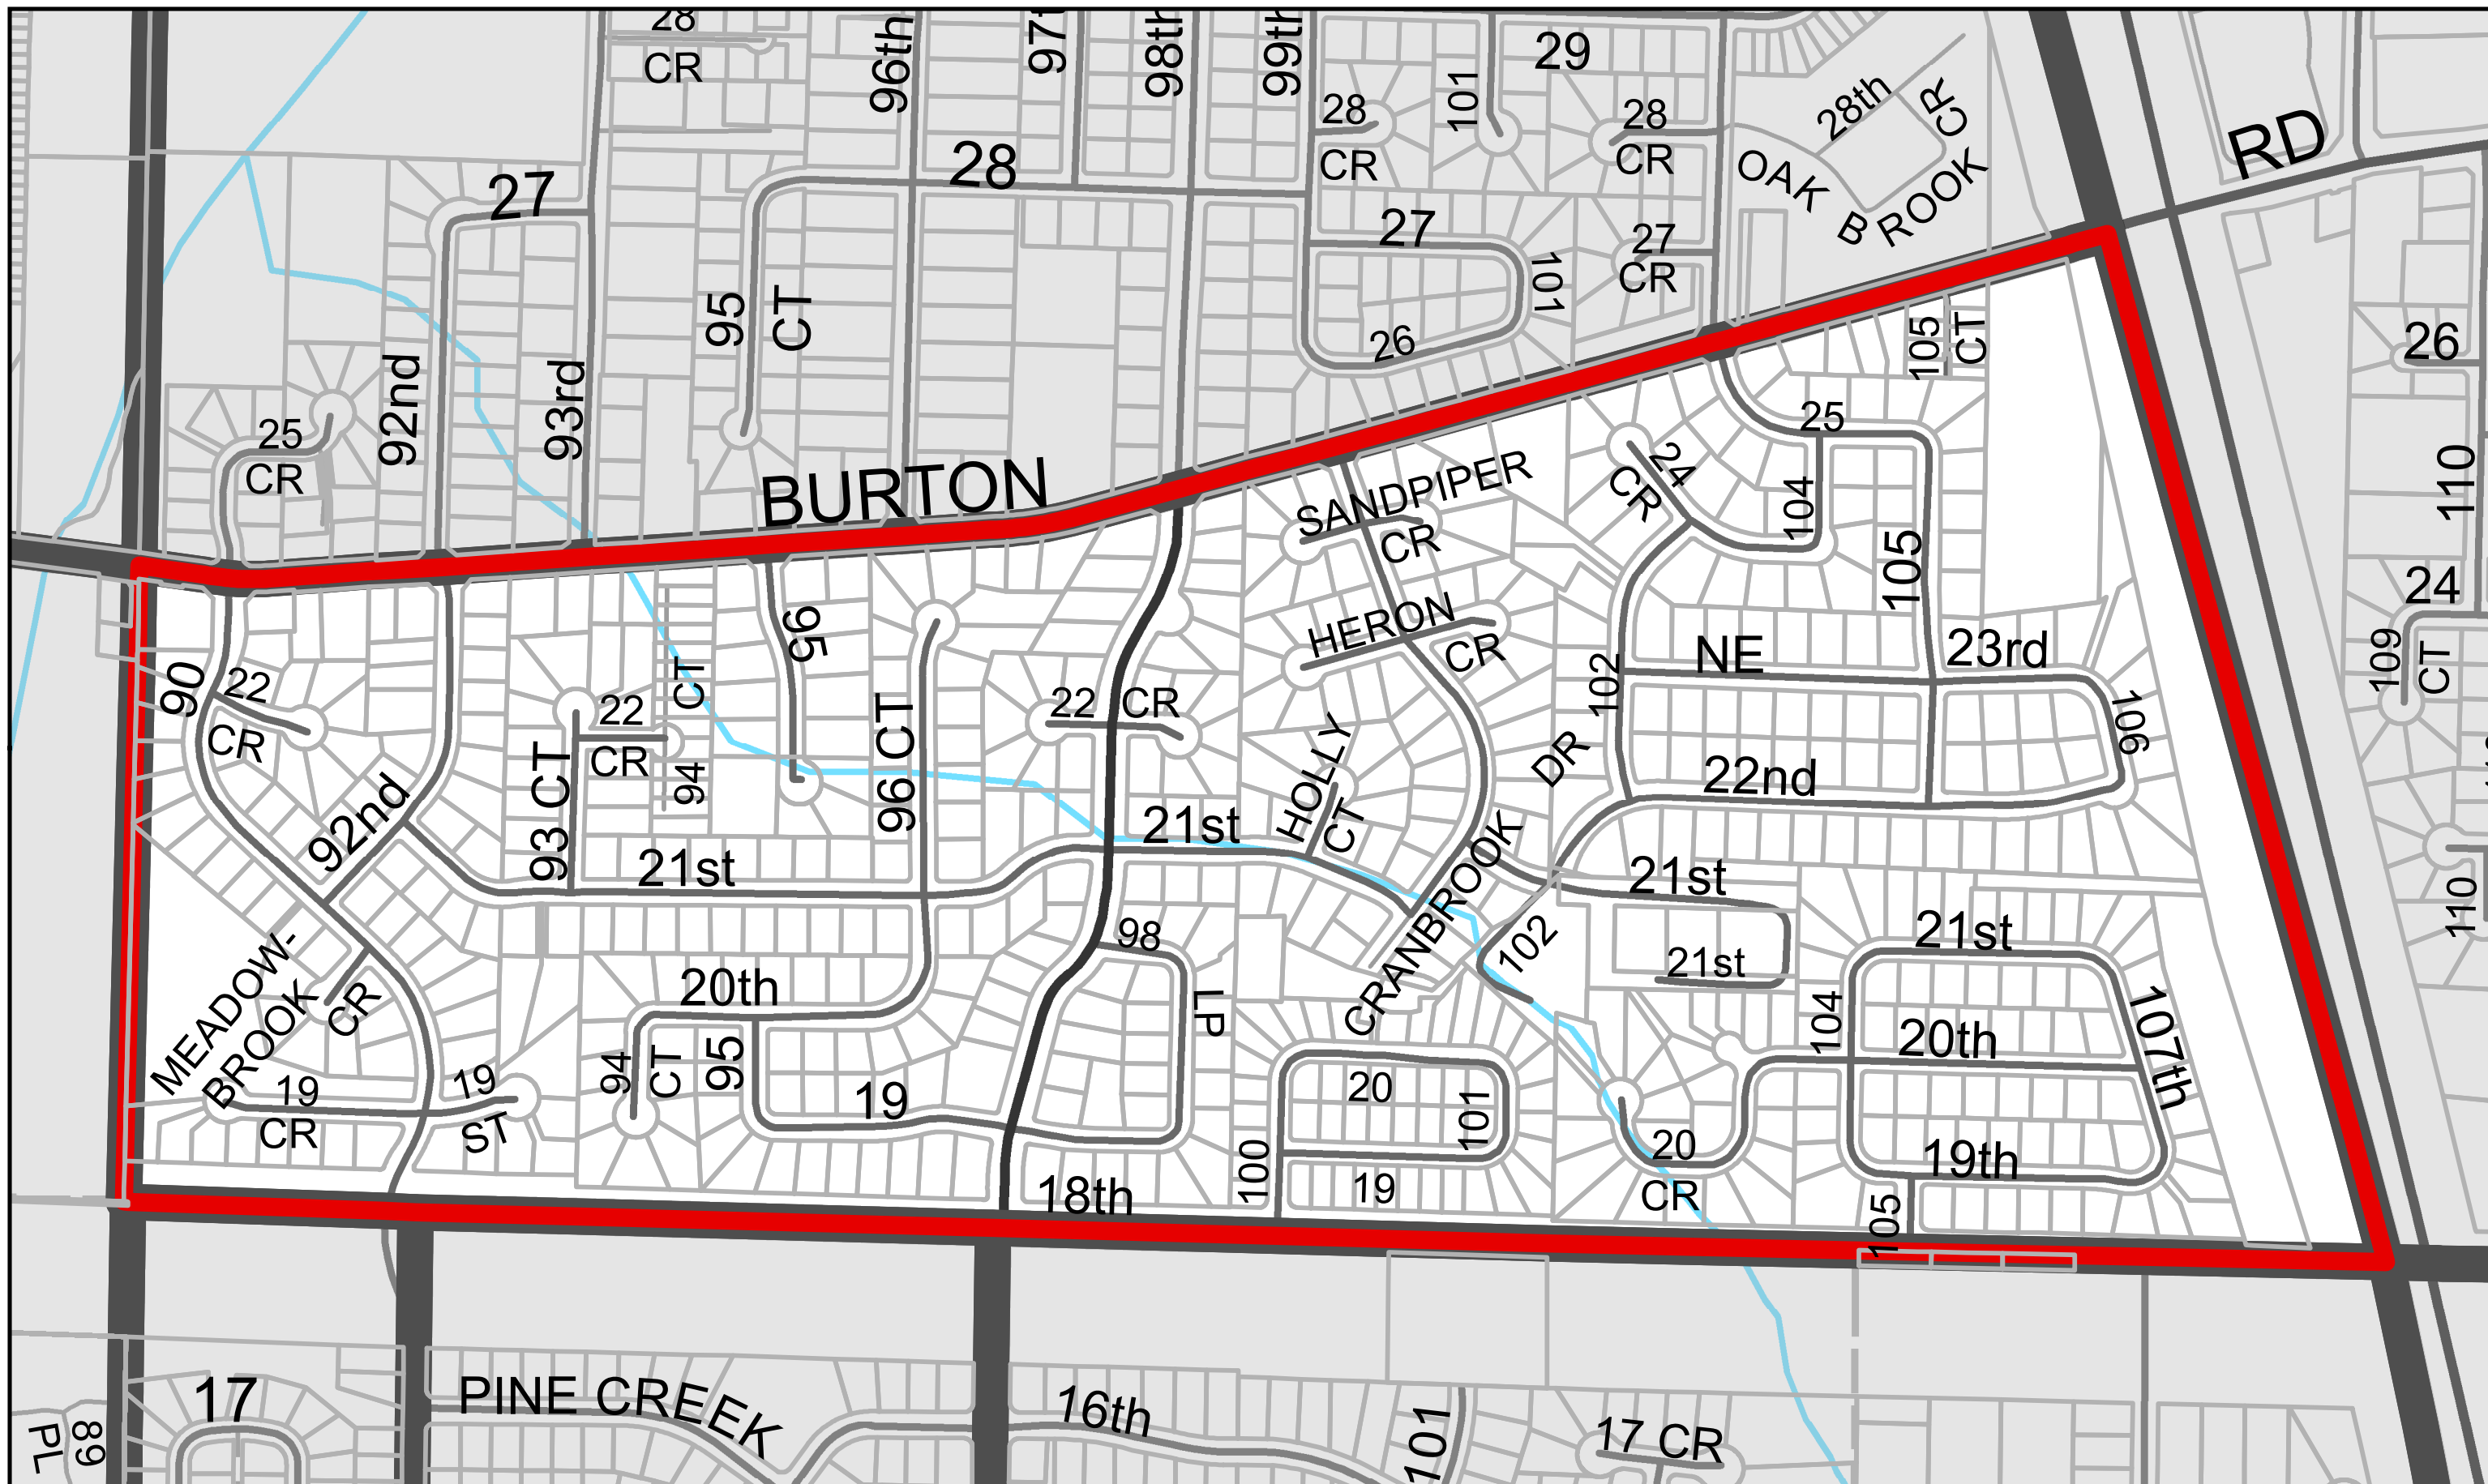 28
CR
96th
98th
99th
28
CR
101
29
28
CR
28th
OAK
BROOK
CR
RD
27
28
27
27
CR
101
26
95
CT
92nd
93rd
25
CR
BURTON
105
CT
26
110
24
109
CT
110
SANDPIPER
CR
HERON
CR
24
CR
25
104
105
90
22
CR
92nd
93 CT
22
CR
CT
94
95
96 CT
22
CR
HOLLY
CT
DR
102
NE
23rd
106
22nd
21st
21st
CRANBROOK
21st
21st
102
MEADOW-
BROOK
CR
19
CR
19
ST
20th
94
CT
95
19
98
LP
18th
100
20
101
19
20
CR
104
21st
20th
107th
19th
105
17
89
PL
PINE CREEK
16th
101
17 CR